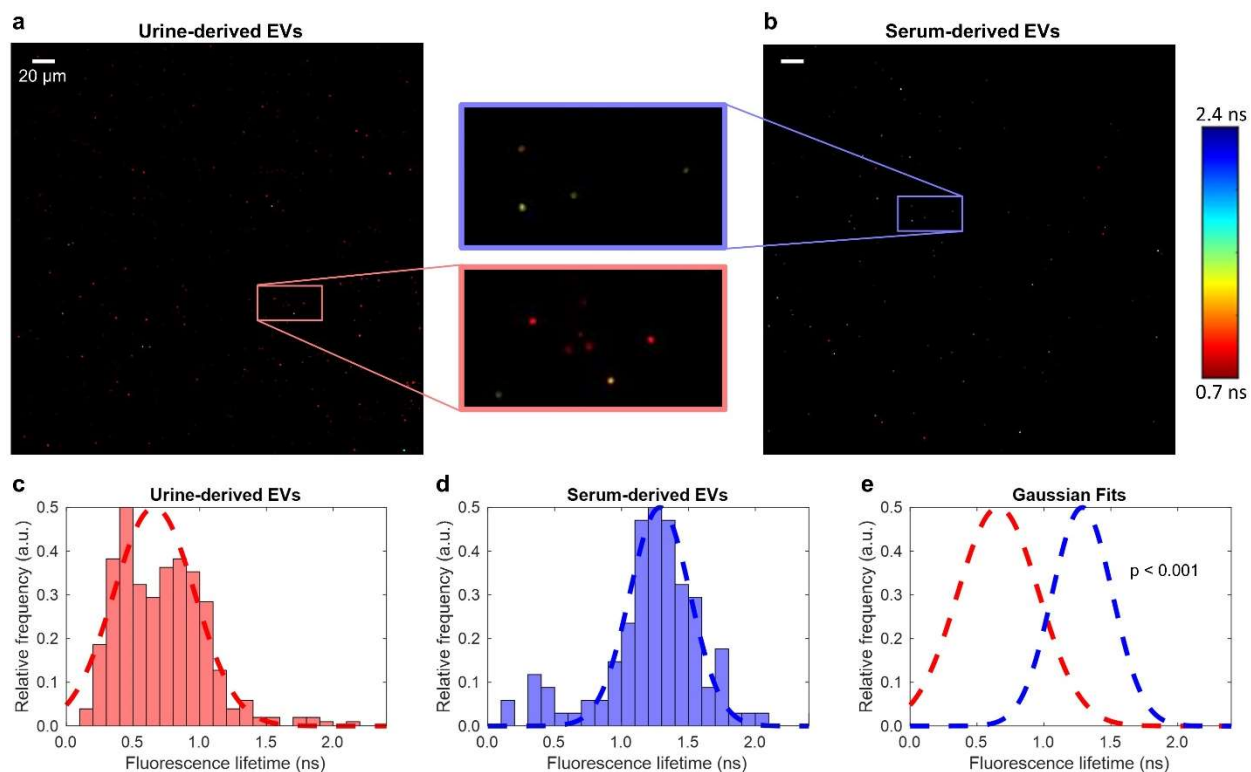 a
Urine-derived EVs
20 µm
b
Serum-derived EVs
2.4 ns
0.7 ns
c
Urine-derived EVs
Relative frequency (a.u.)
0.5
0.4
0.3
0.2
0.1
0.0
0.0 0.5 1.0 1.5 2.0
Fluorescence lifetime (ns)
d
Serum-derived EVs
Relative frequency (a.u.)
0.5
0.4
0.3
0.2
0.1
0.0
0.0 0.5 1.0 1.5 2.0
Fluorescence lifetime (ns)
e
Gaussian Fits
Relative frequency (a.u.)
0.5
0.4
0.3
0.2
0.1
0.0
p < 0.001
0.0 0.5 1.0 1.5 2.0
Fluorescence lifetime (ns)